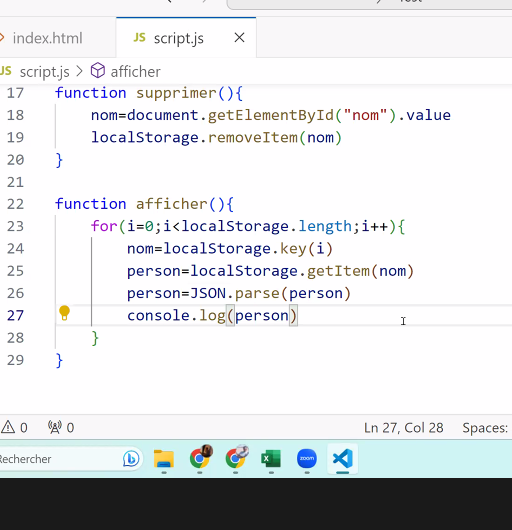 index.html
JS script.js
JS script.js > afficher
17 function supprimer(){
18 nom=document.getElementById("nom").value
19 localStorage.removeItem(nom)
20 }
21
22 function afficher(){
23 for(i=0;i<localStorage.length;i++){
24 nom=localStorage.key(i)
25 person=localStorage.getItem(nom)
26 person=JSON.parse(person)
27 console.log(person)
28 }
29 }
0 0 Ln 27, Col 28 Spaces:
Rechercher zoom